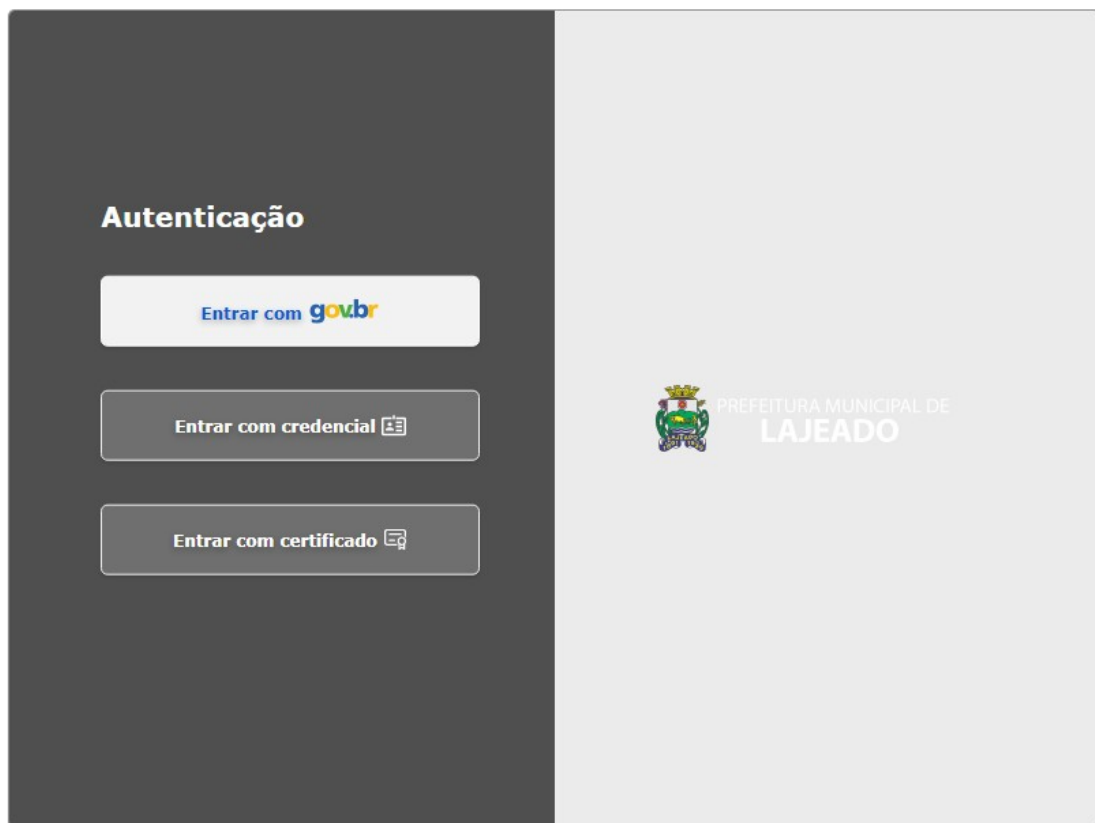 Autenticação
Entrar com gov.br
Entrar com credencial
Entrar com certificado
PREFEITURA MUNICIPAL DE
LAJEADO